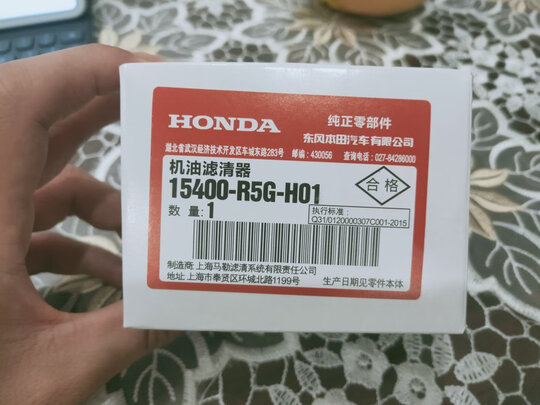 HONDA
纯正零部件
东风本田汽车有限公司
湖北省武汉经济技术开发区车城东路283号 邮编：430056 查询电话：027-84286000
机油滤清器
15400-R5G-H01
合格
数量：1
执行标准：
Q31/0120000307C001-2015
制造商：上海马勒滤清系统有限责任公司
地址：上海市奉贤区环城北路1199号
生产日期见零件本体